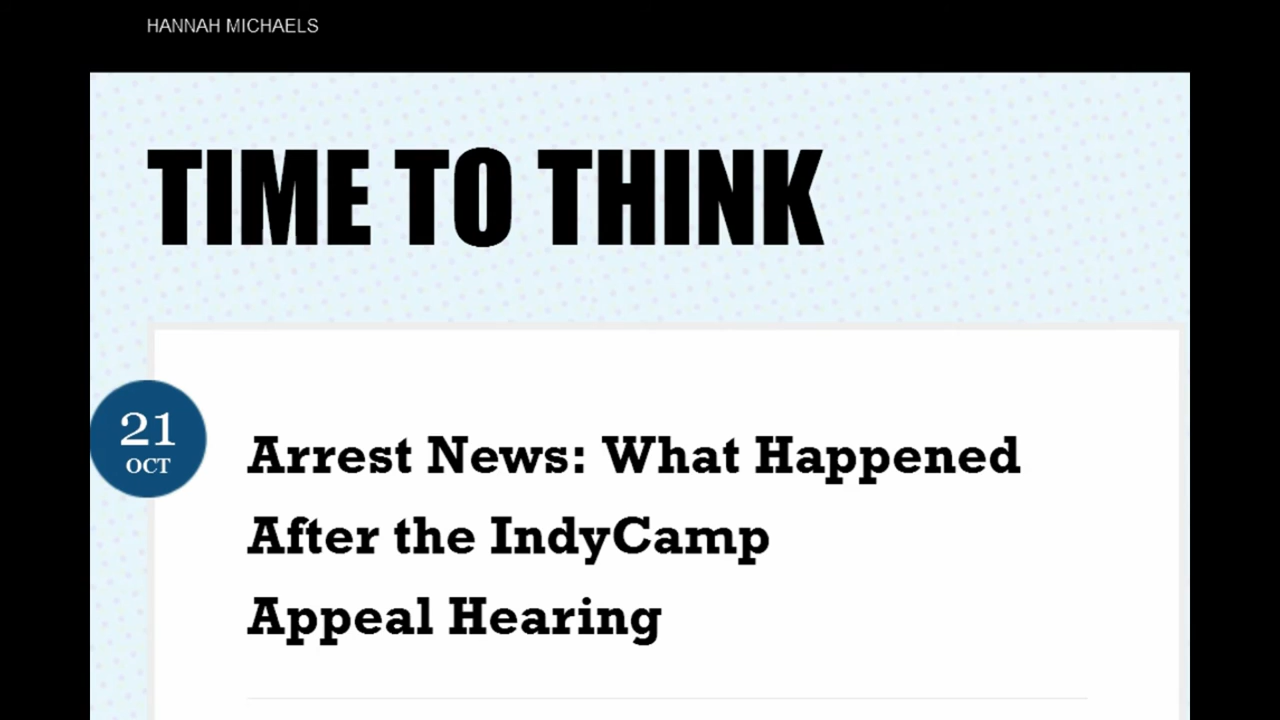 HANNAH MICHAELS
TIME TO THINK
21
OCT
Arrest News: What Happened
After the IndyCamp
Appeal Hearing